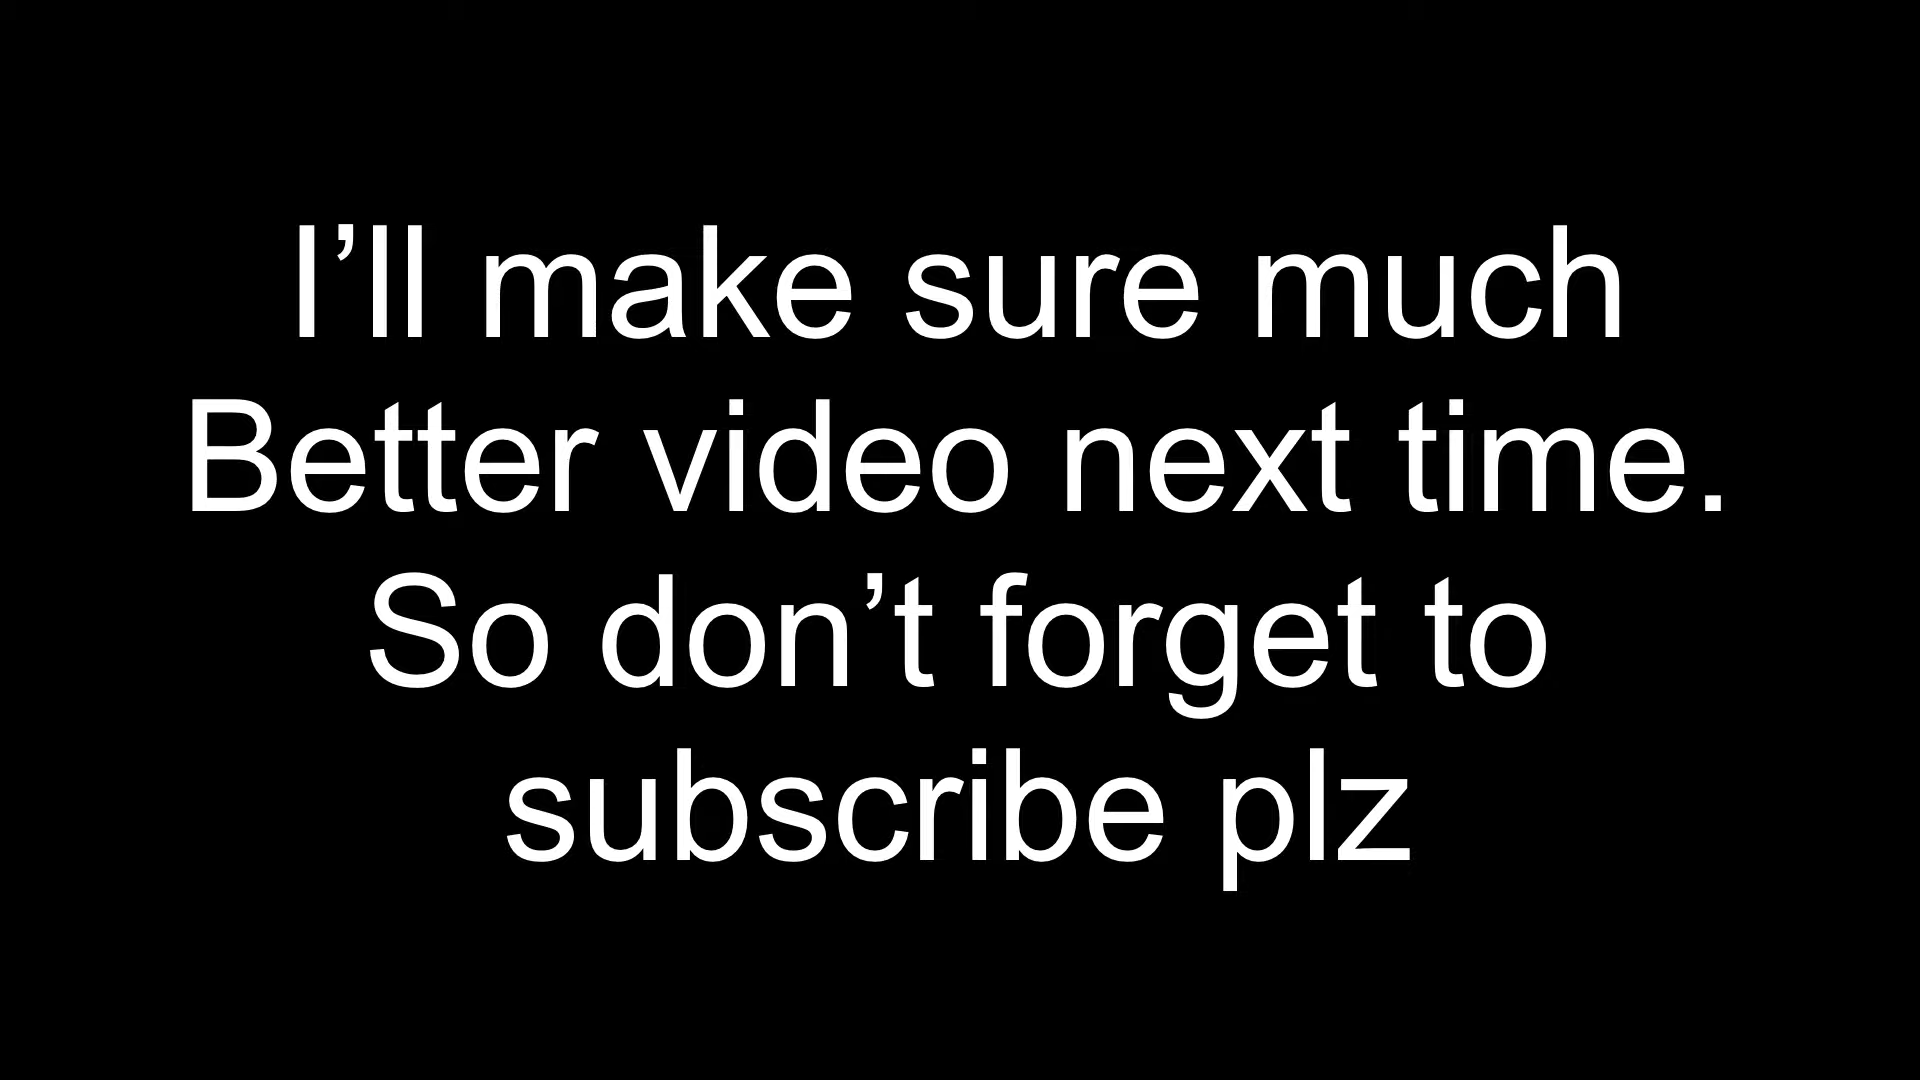 I’ll make sure much
Better video next time.
So don’t forget to
subscribe plz